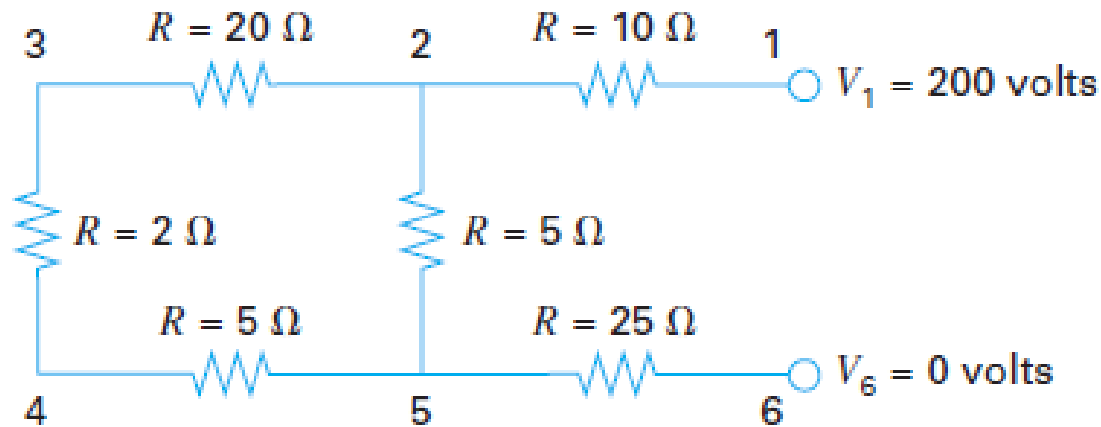 3 R = 20 Ω 2 R = 10 Ω 1
V₁ = 200 volts
R = 2 Ω R = 5 Ω
R = 5 Ω R = 25 Ω
V₆ = 0 volts
4 5 6